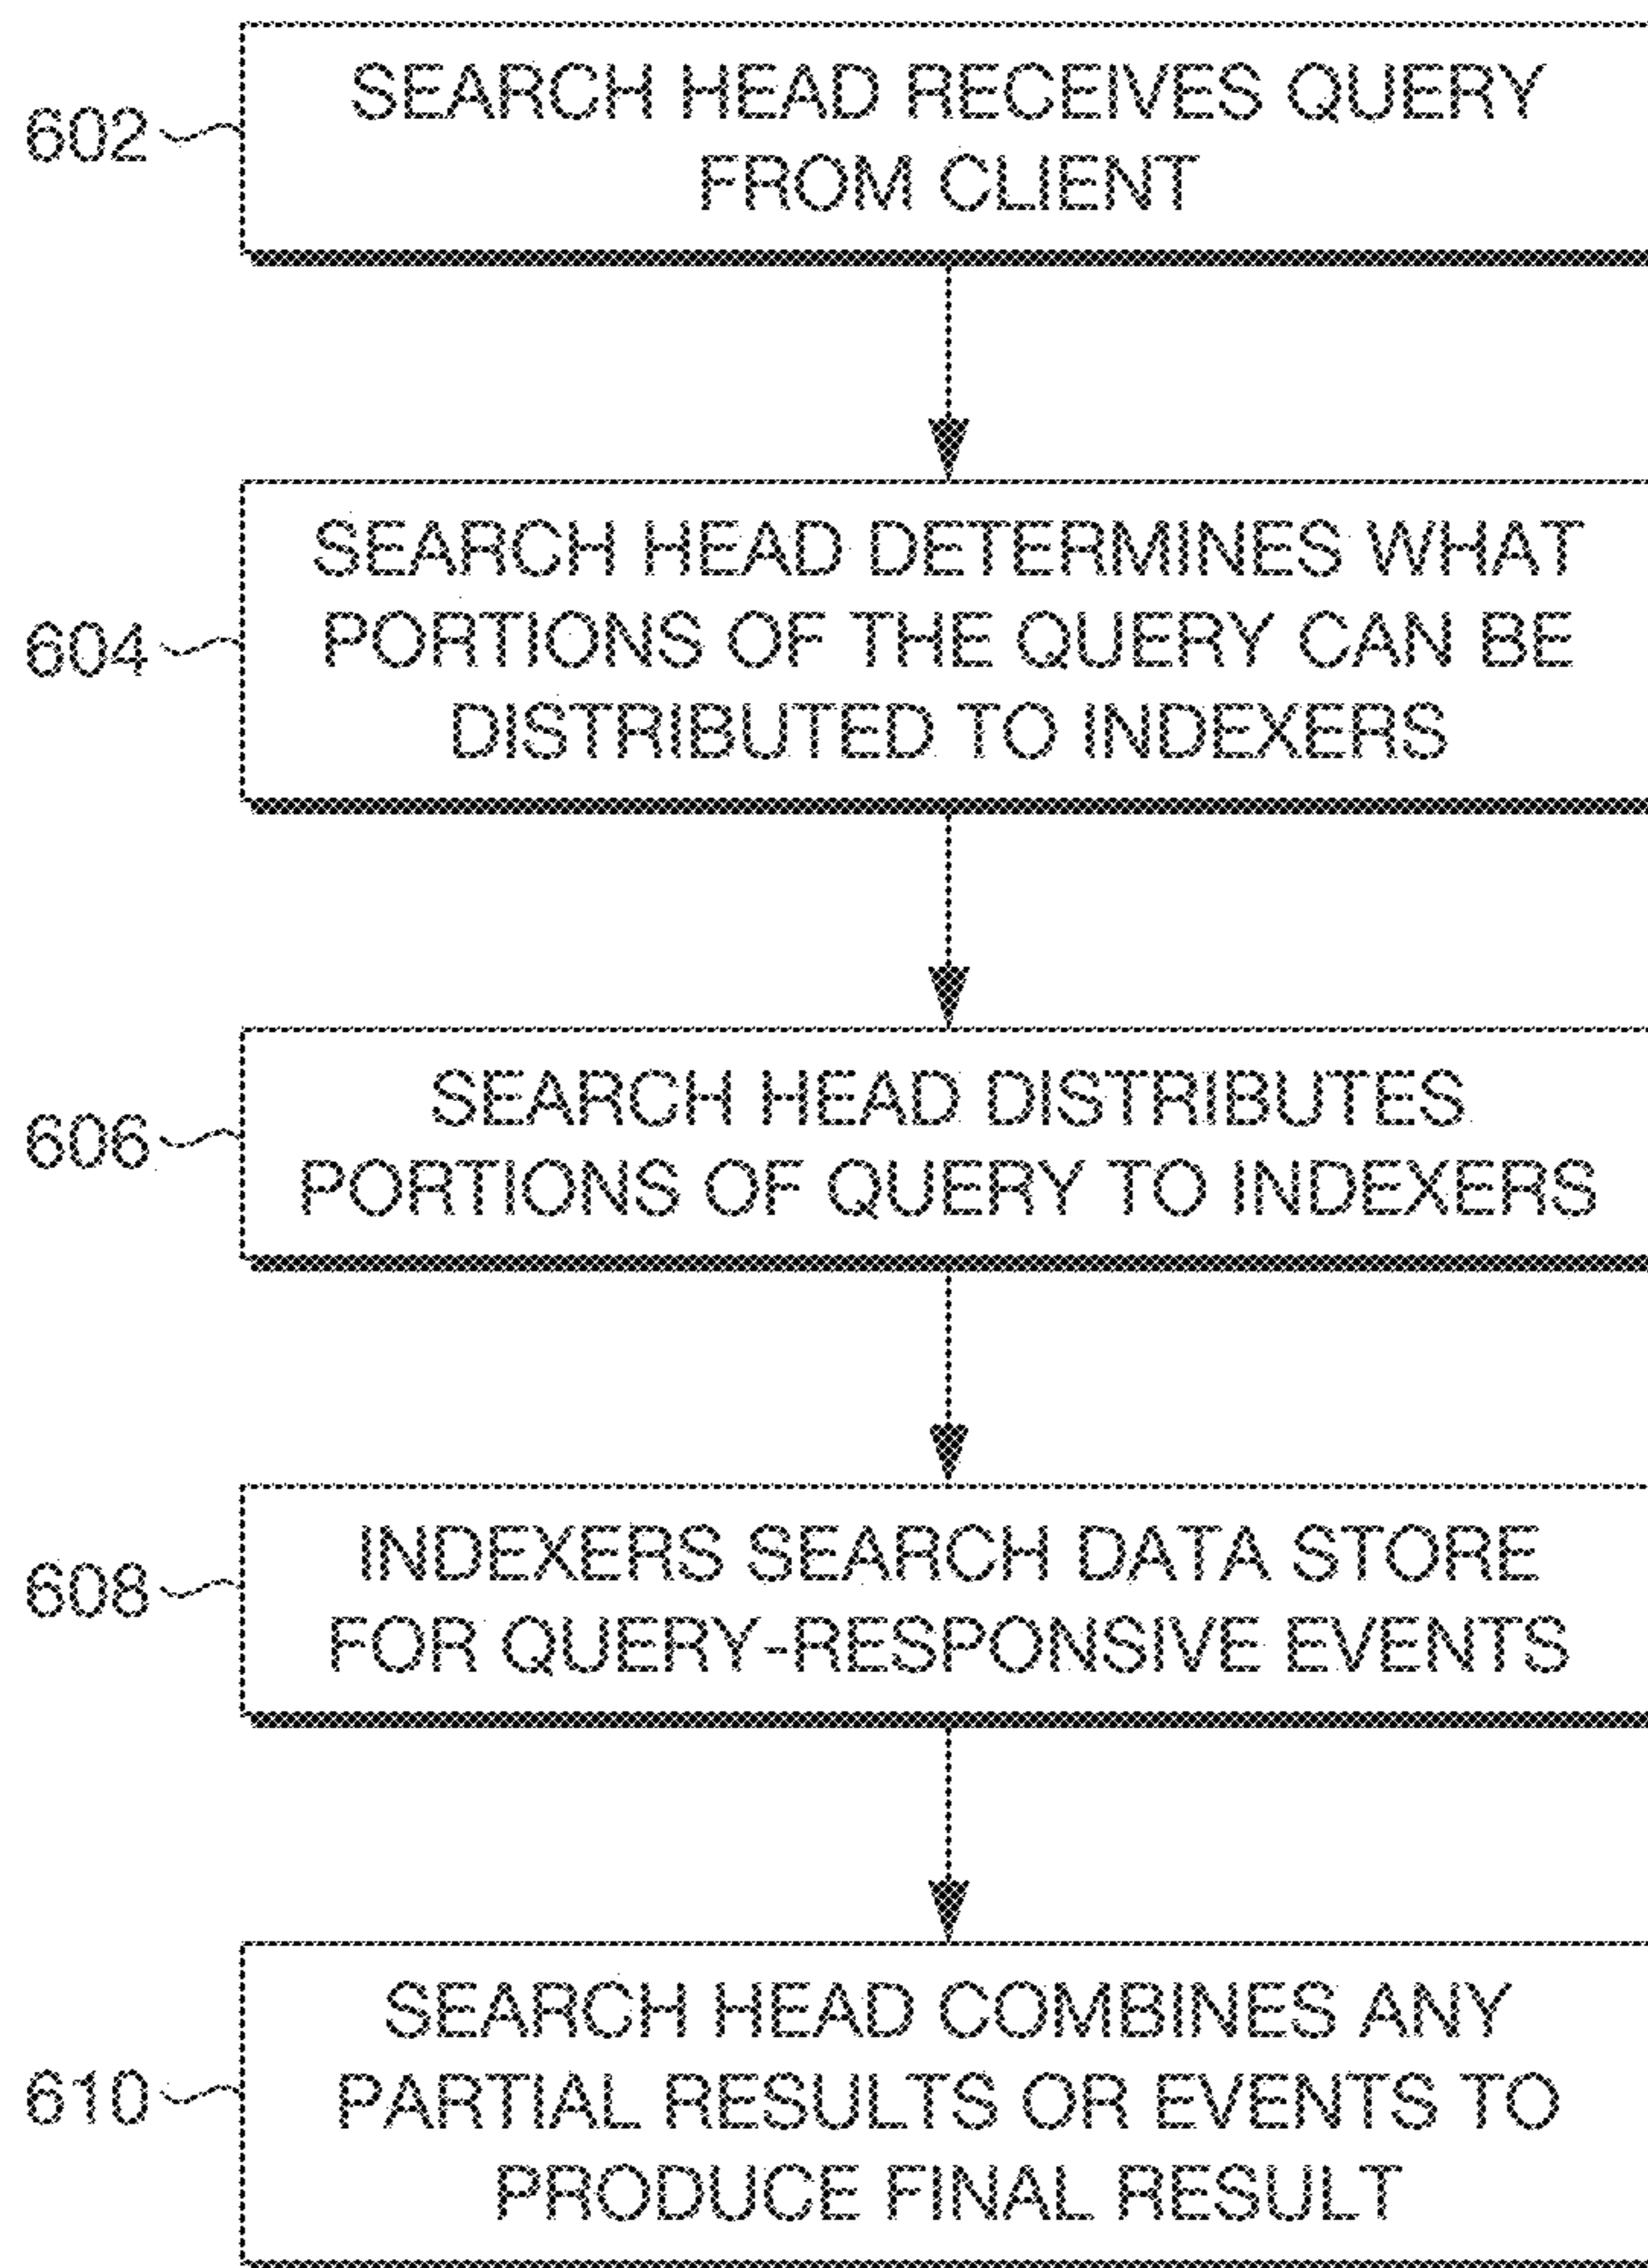 602
SEARCH HEAD RECEIVES QUERY
FROM CLIENT
604
SEARCH HEAD DETERMINES WHAT
PORTIONS OF THE QUERY CAN BE
DISTRIBUTED TO INDEXERS
606
SEARCH HEAD DISTRIBUTES
PORTIONS OF QUERY TO INDEXERS
608
INDEXERS SEARCH DATA STORE
FOR QUERY-RESPONSIVE EVENTS
610
SEARCH HEAD COMBINES ANY
PARTIAL RESULTS OR EVENTS TO
PRODUCE FINAL RESULT